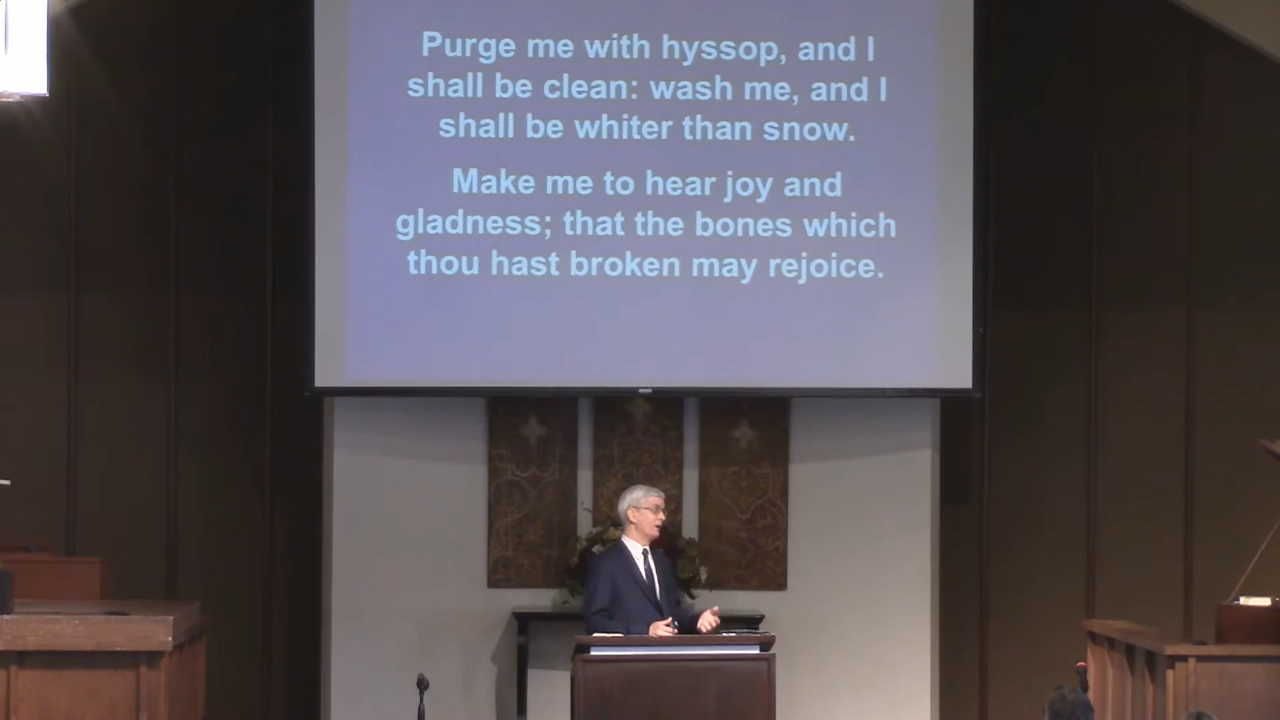 Purge me with hyssop, and I
shall be clean: wash me, and I
shall be whiter than snow.
Make me to hear joy and
gladness; that the bones which
thou hast broken may rejoice.